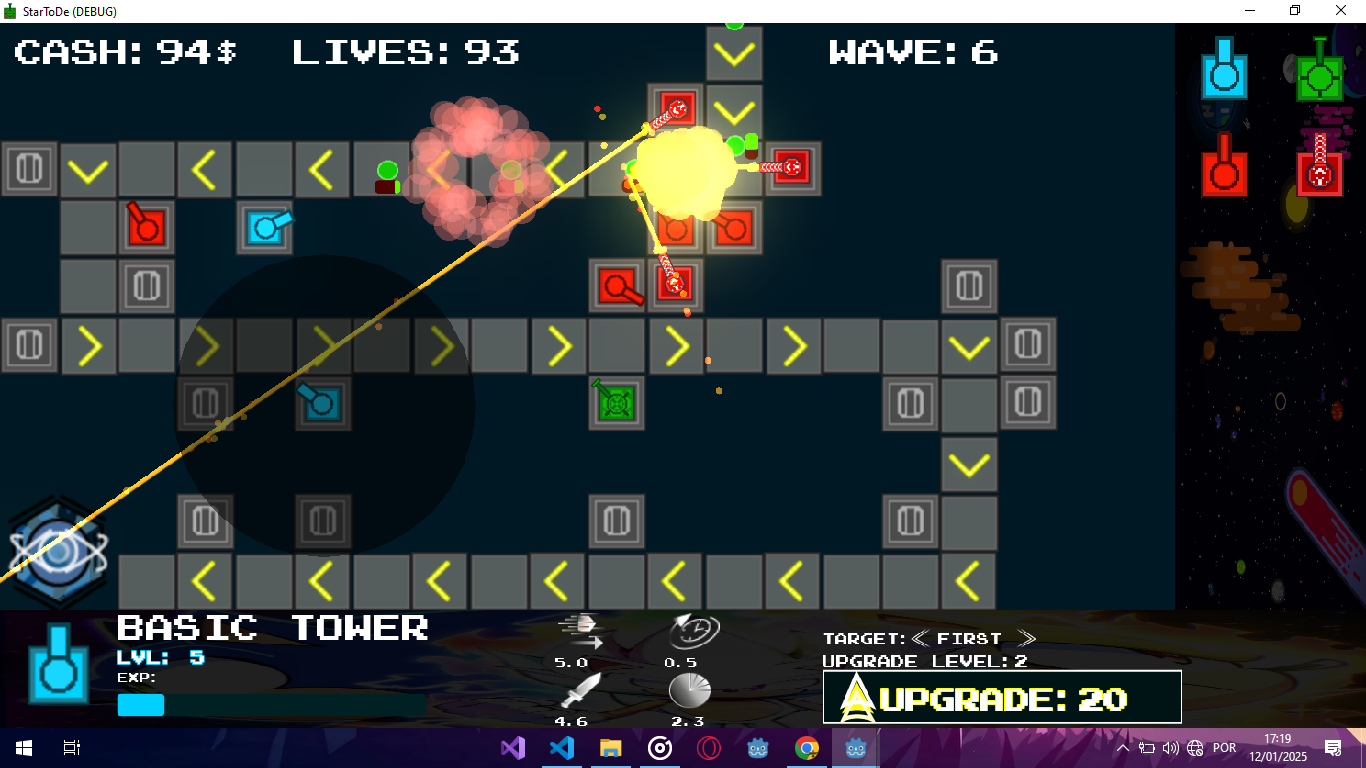 StarToDe (DEBUG)
CASH: 94$ LIVES: 93 WAVE: 6
BASIC TOWER
LVL: 5
EXP:
5.0 0.5
4.6 2.3
TARGET: FIRST
UPGRADE LEVEL: 2
UPGRADE: 20
POR
17:19
12/01/2025